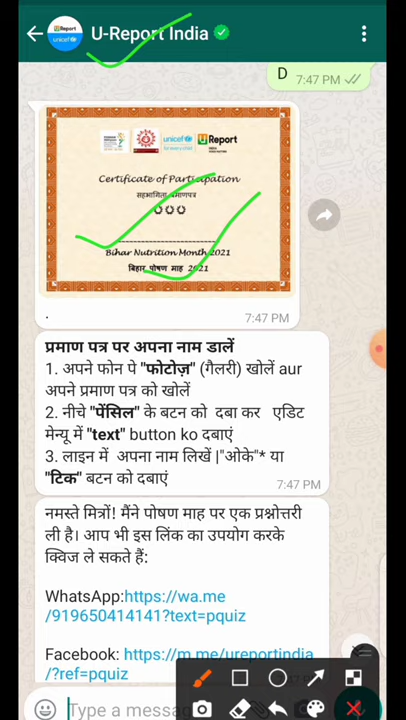 U-Report India
D
7:47 PM
unicef
U Report
Certificate of Participation
सहभागिता प्रमाणपत्र
Bihar Nutrition Month 2021
बिहार पोषण माह 2021
.
7:47 PM
प्रमाण पत्र पर अपना नाम डालें
1. अपने फोन पे "फोटोज़" (गैलरी) खोलें aur
अपने प्रमाण पत्र को खोलें
2. नीचे "पेंसिल" के बटन को दबा कर एडिट
मेन्यू में "text" button ko दबाएं
3. लाइन में अपना नाम लिखें |"ओके"* या
"टिक" बटन को दबाएं
7:47 PM
नमस्ते मित्रों! मैंने पोषण माह पर एक प्रश्नोत्तरी
ली है। आप भी इस लिंक का उपयोग करके
क्विज ले सकते हैं:
WhatsApp:https://wa.me
/919650414141?text=pquiz
Facebook: https://m.me/ureportindia
/?ref=pquiz
Type a messa